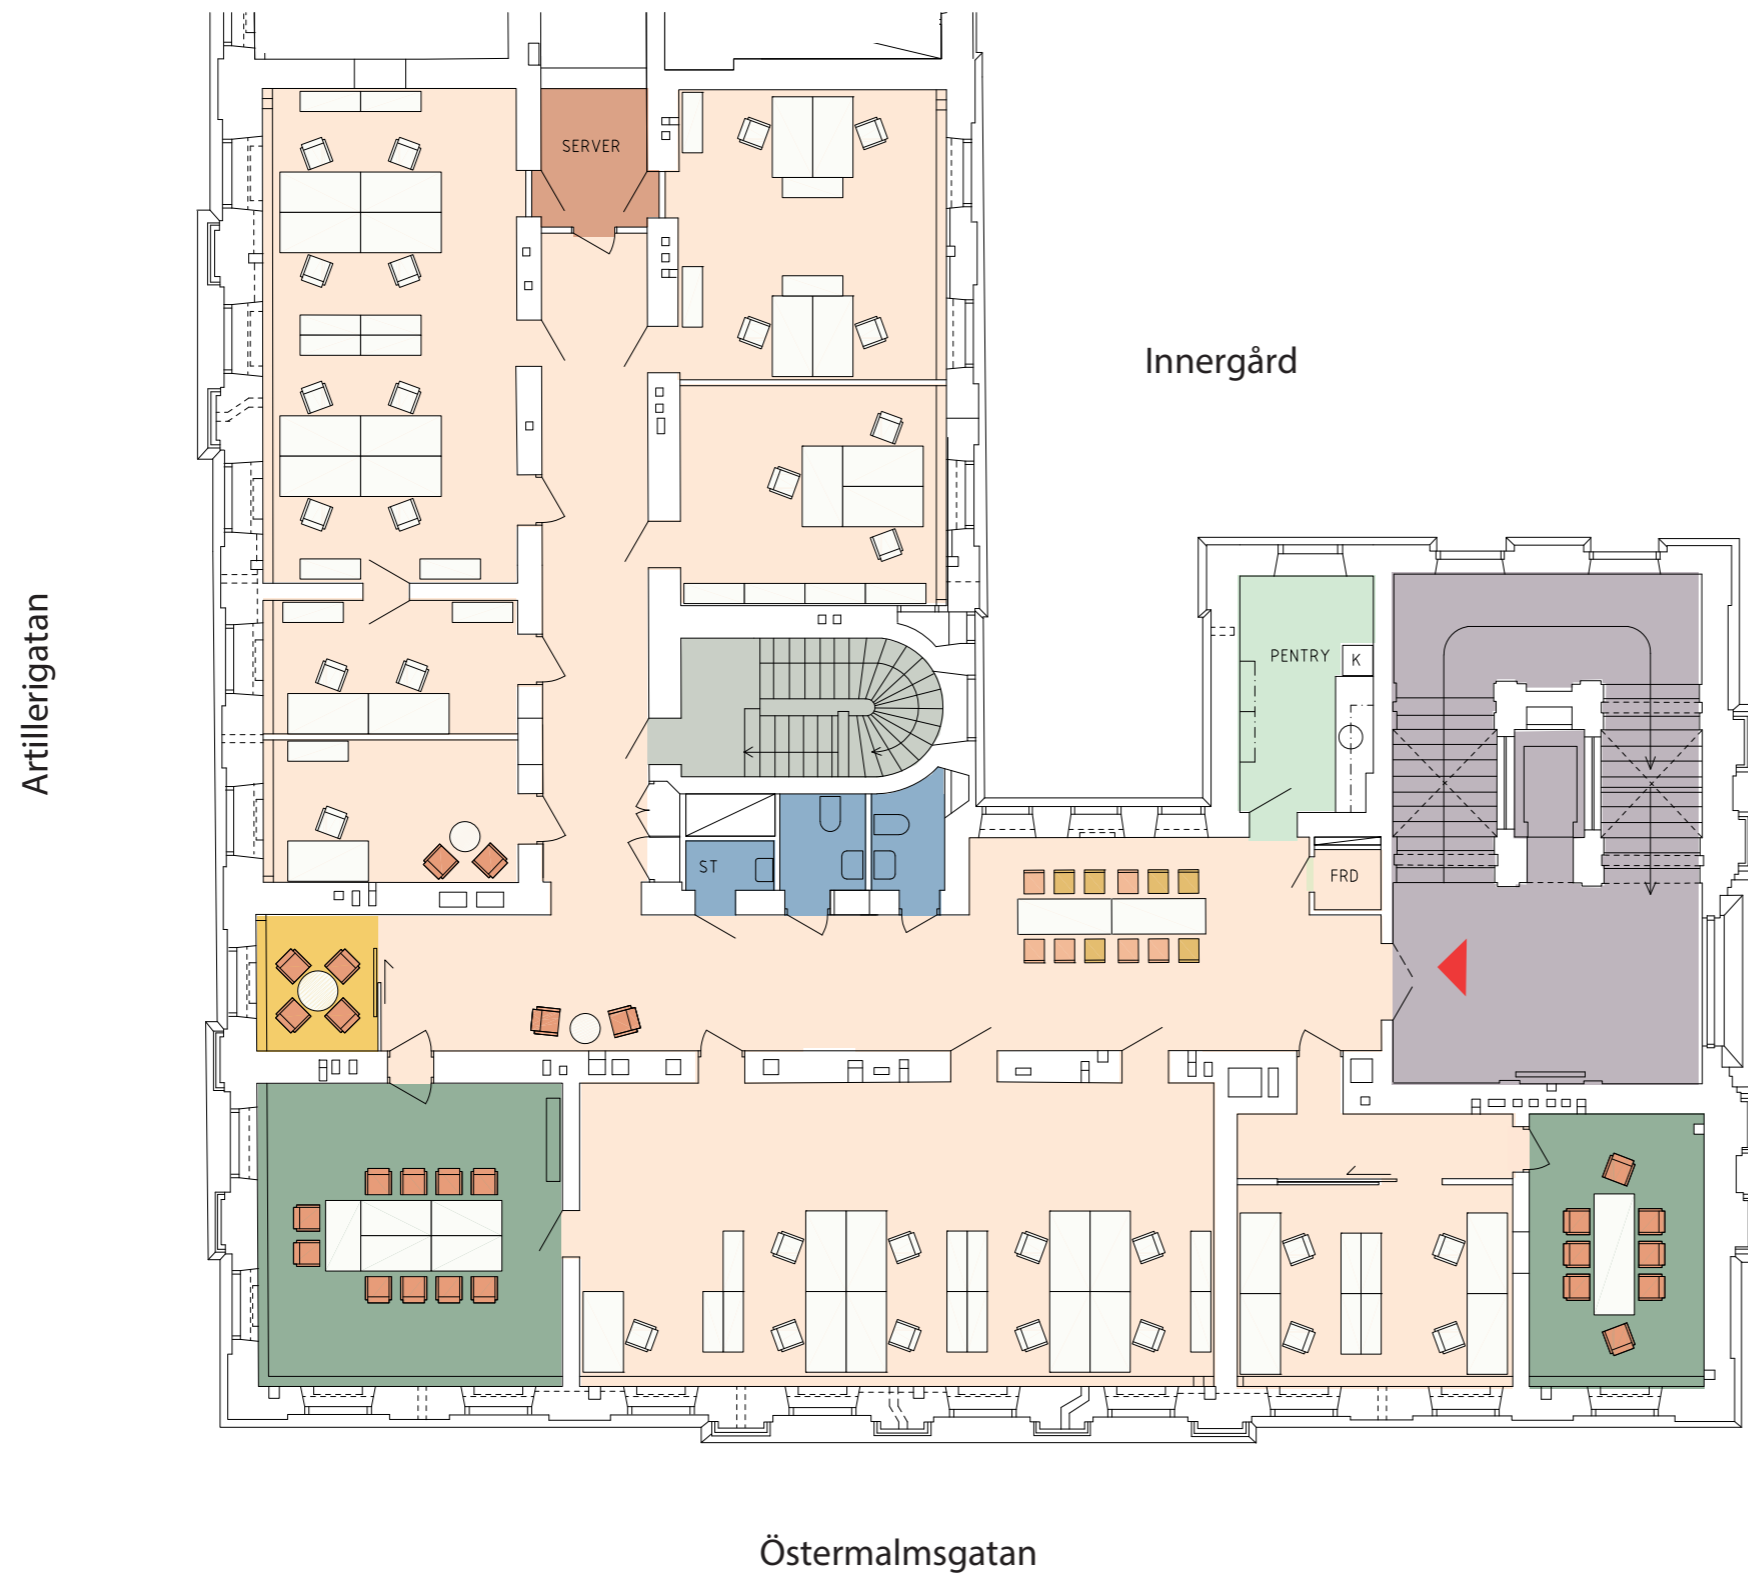 SERVER
Innergård
Artillerigatan
PENTRY
K
ST
FRD
Östermalmsgatan